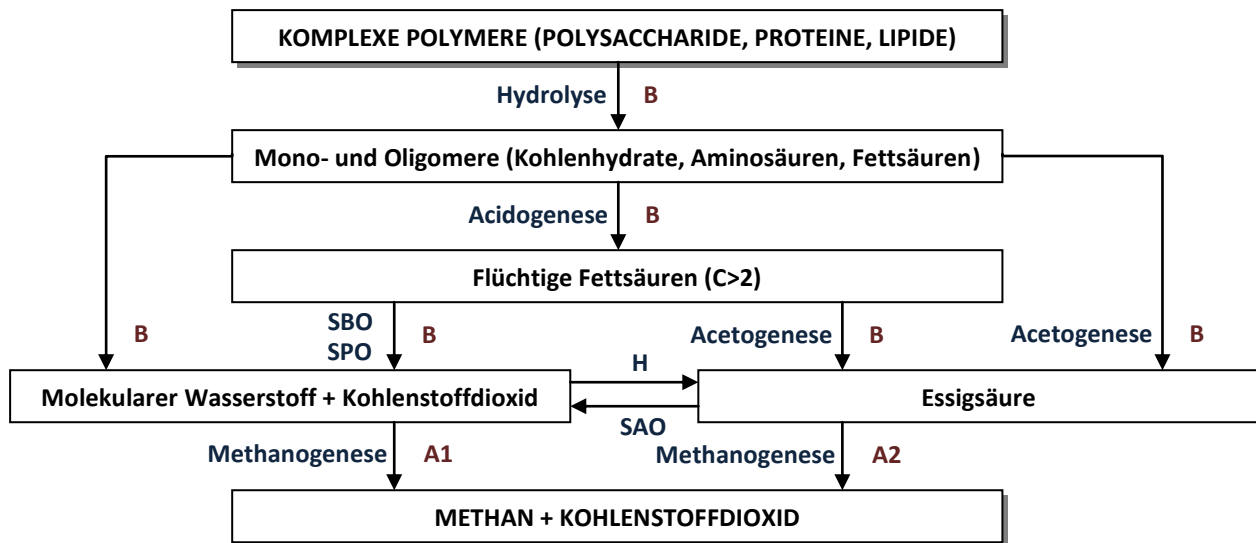 KOMPLEXE POLYMERE (POLYSACCHARIDE, PROTEINE, LIPIDE)
Hydrolyse B
Mono- und Oligomere (Kohlenhydrate, Aminosäuren, Fettsäuren)
Acidogenese B
Flüchtige Fettsäuren (C>2)
B
SBO
SPO
B
Acetogenese B
Acetogenese B
H
Molekularer Wasserstoff + Kohlenstoffdioxid
Essigsäure
SAO
Methanogenese A1
Methanogenese A2
METHAN + KOHLENSTOFFDIOXID